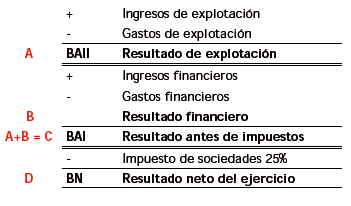 + Ingresos de explotación
- Gastos de explotación
A BAII Resultado de explotación
+ Ingresos financieros
- Gastos financieros
B Resultado financiero
A+B = C BAI Resultado antes de impuestos
- Impuesto de sociedades 25%
D BN Resultado neto del ejercicio